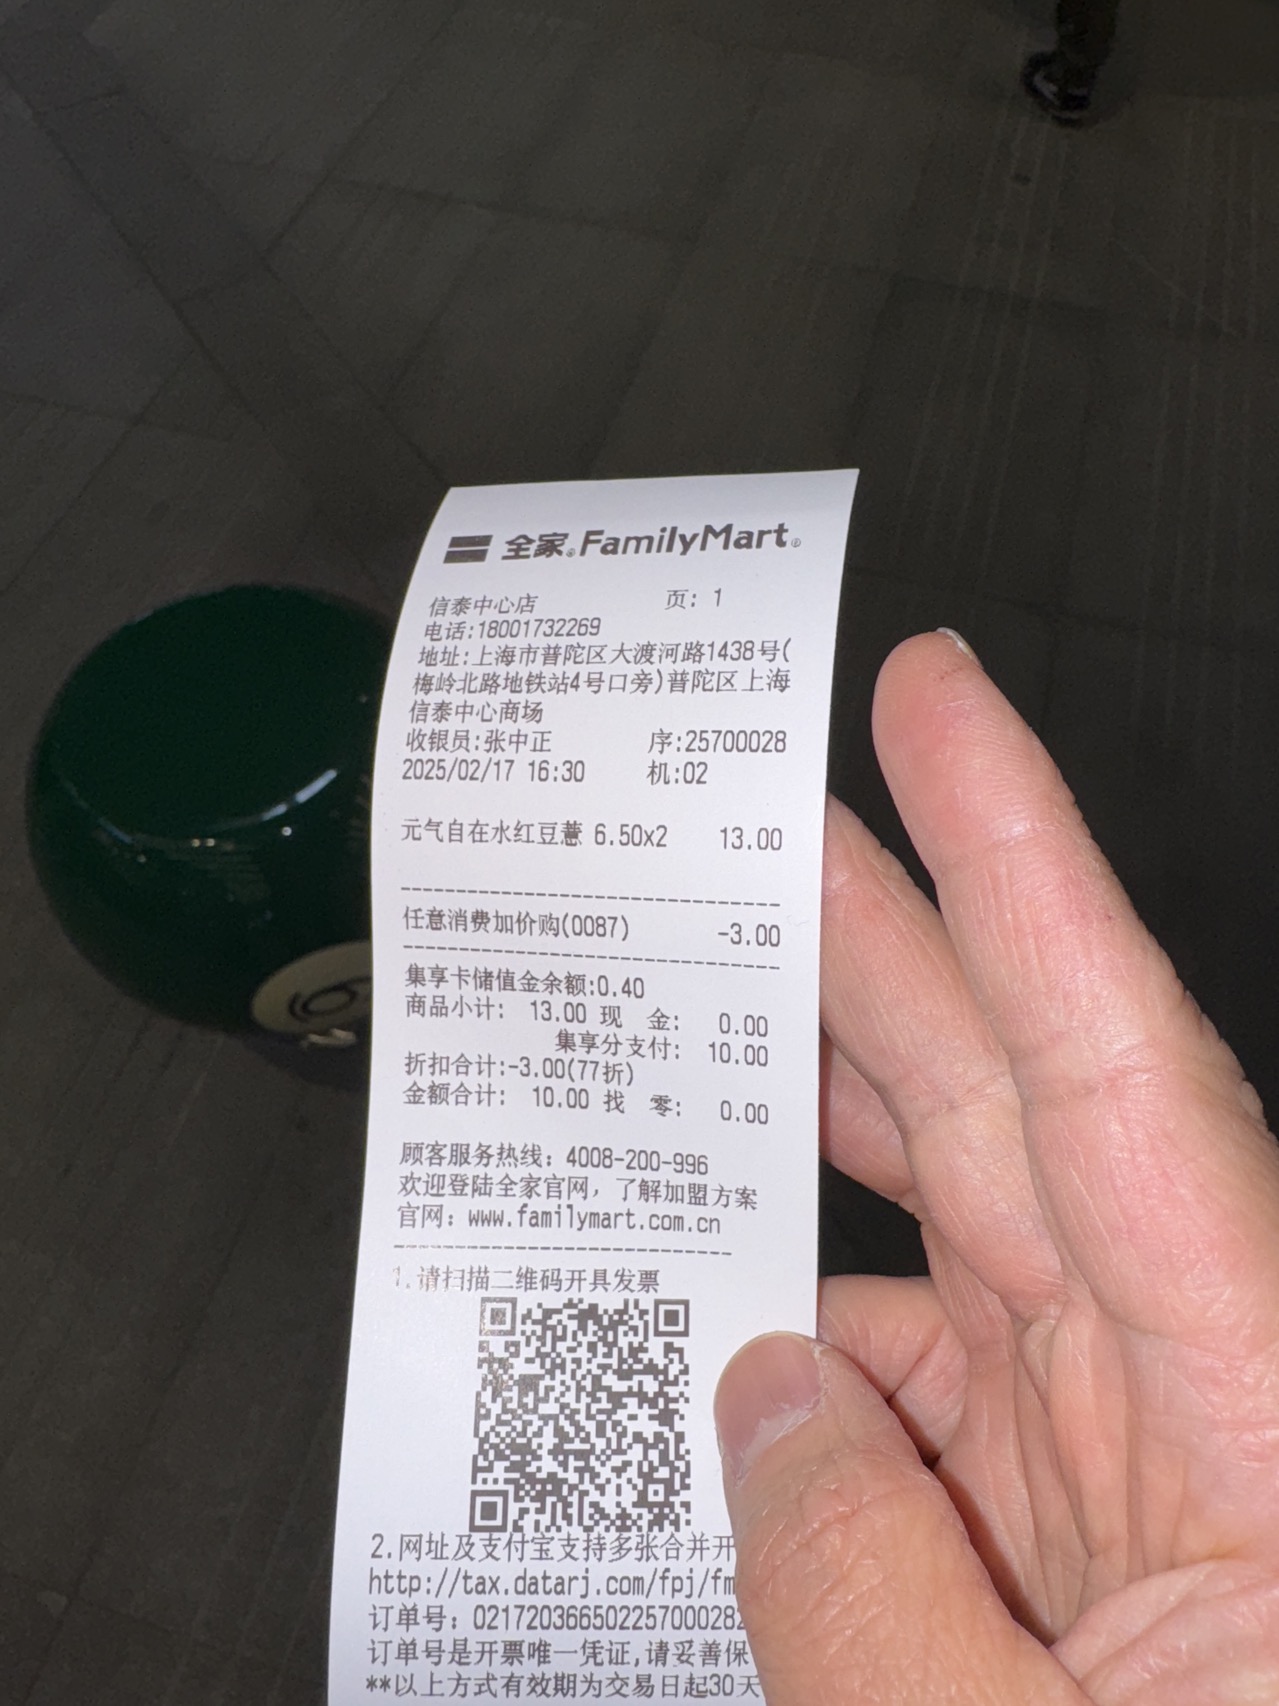 全家®FamilyMart®
信泰中心店 页: 1
电话:18001732269
地址:上海市普陀区大渡河路1438号(
梅岭北路地铁站4号口旁)普陀区上海
信泰中心商场
收银员:张中正 序:25700028
2025/02/17 16:30 机:02
元气自在水红豆薏 6.50x2 13.00
任意消费加价购(0087) -3.00
集享卡储值金余额:0.40
商品小计: 13.00 现 金: 0.00
集享分支付: 10.00
折扣合计:-3.00(77折)
金额合计: 10.00 找 零: 0.00
顾客服务热线: 4008-200-996
欢迎登陆全家官网, 了解加盟方案
官网: www.familymart.com.cn
1.请扫描二维码开具发票
2.网址及支付宝支持多张合并开
http://tax.datarj.com/fpj/fm
订单号: 021720366502257000282
订单号是开票唯一凭证,请妥善保
**以上方式有效期为交易日起30天